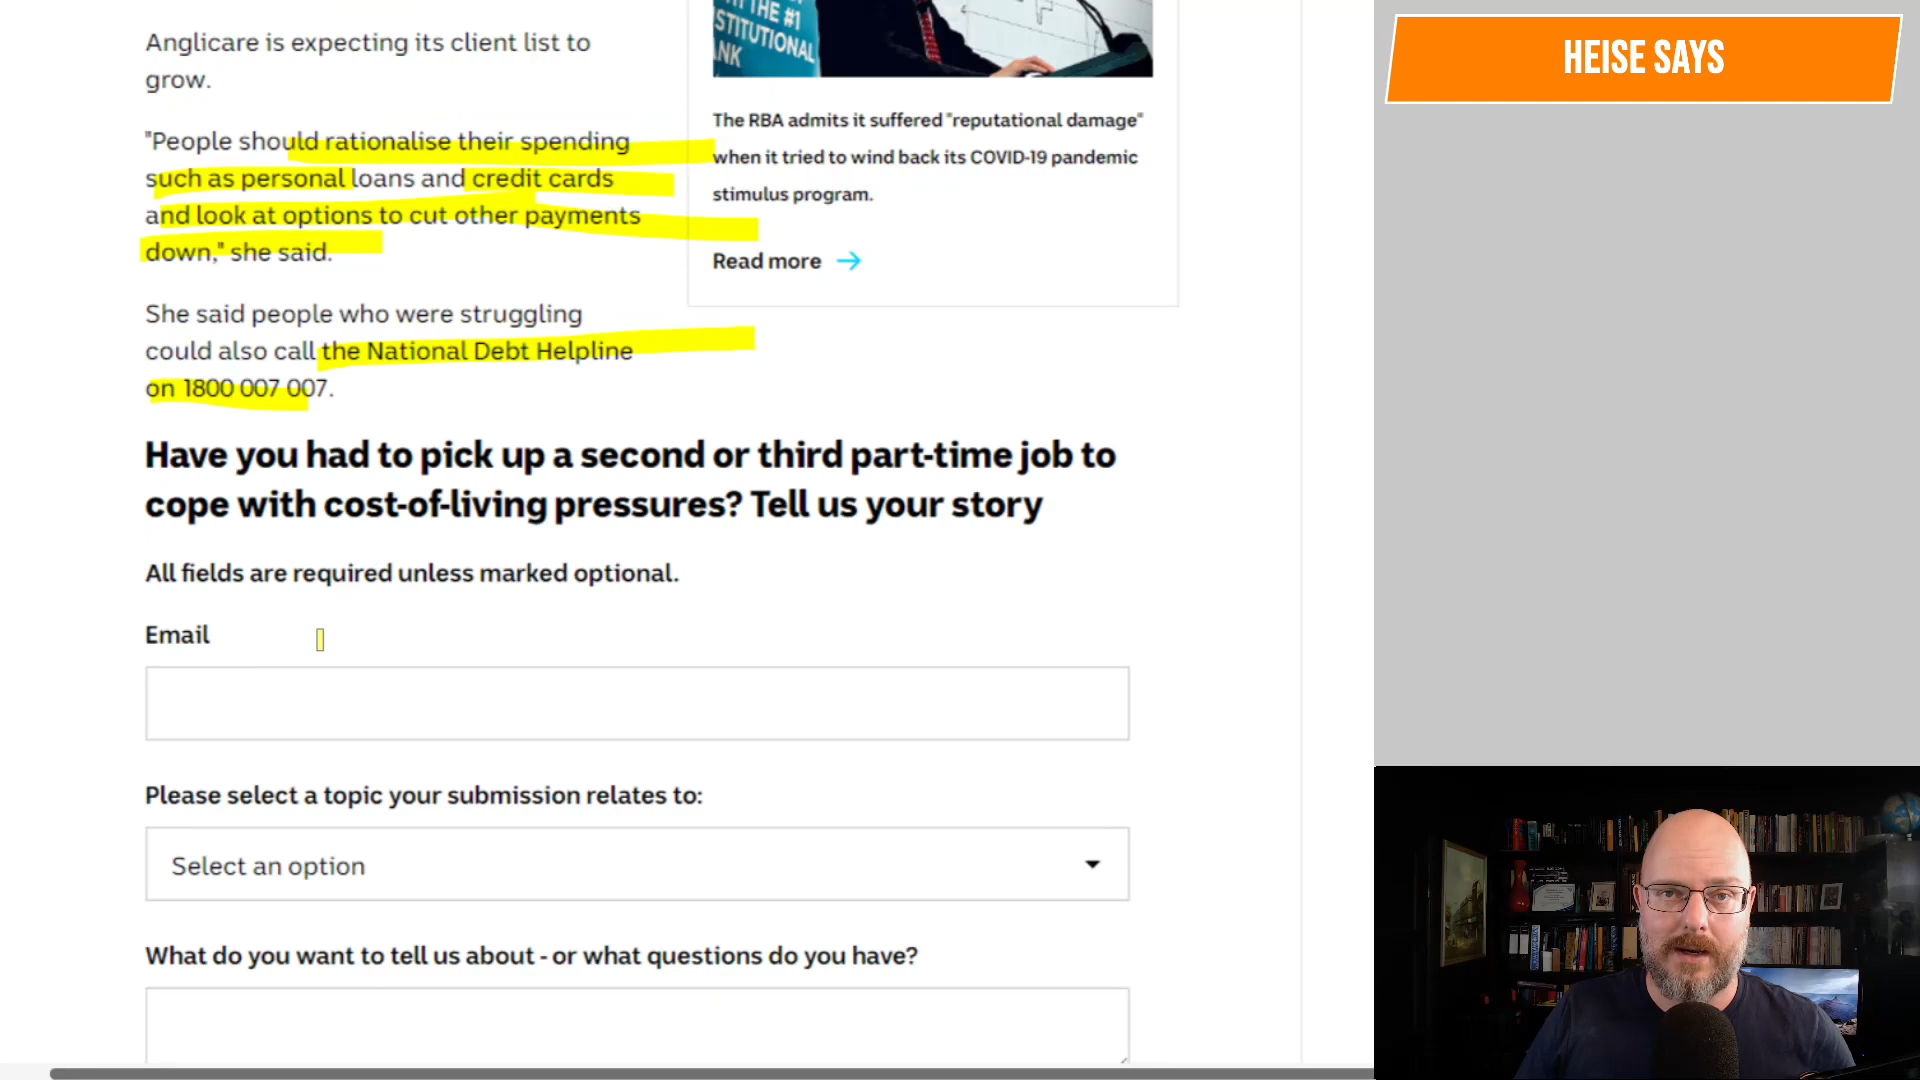 Anglicare is expecting its client list to
grow.
"People should rationalise their spending
such as personal loans and credit cards
and look at options to cut other payments
down," she said.
She said people who were struggling
could also call the National Debt Helpline
on 1800 007 007.
THE #1
STITUTIONAL
NK
The RBA admits it suffered "reputational damage"
when it tried to wind back its COVID-19 pandemic
stimulus program.
Read more
Have you had to pick up a second or third part-time job to
cope with cost-of-living pressures? Tell us your story
All fields are required unless marked optional.
Email
Please select a topic your submission relates to:
Select an option
What do you want to tell us about - or what questions do you have?
HEISE SAYS